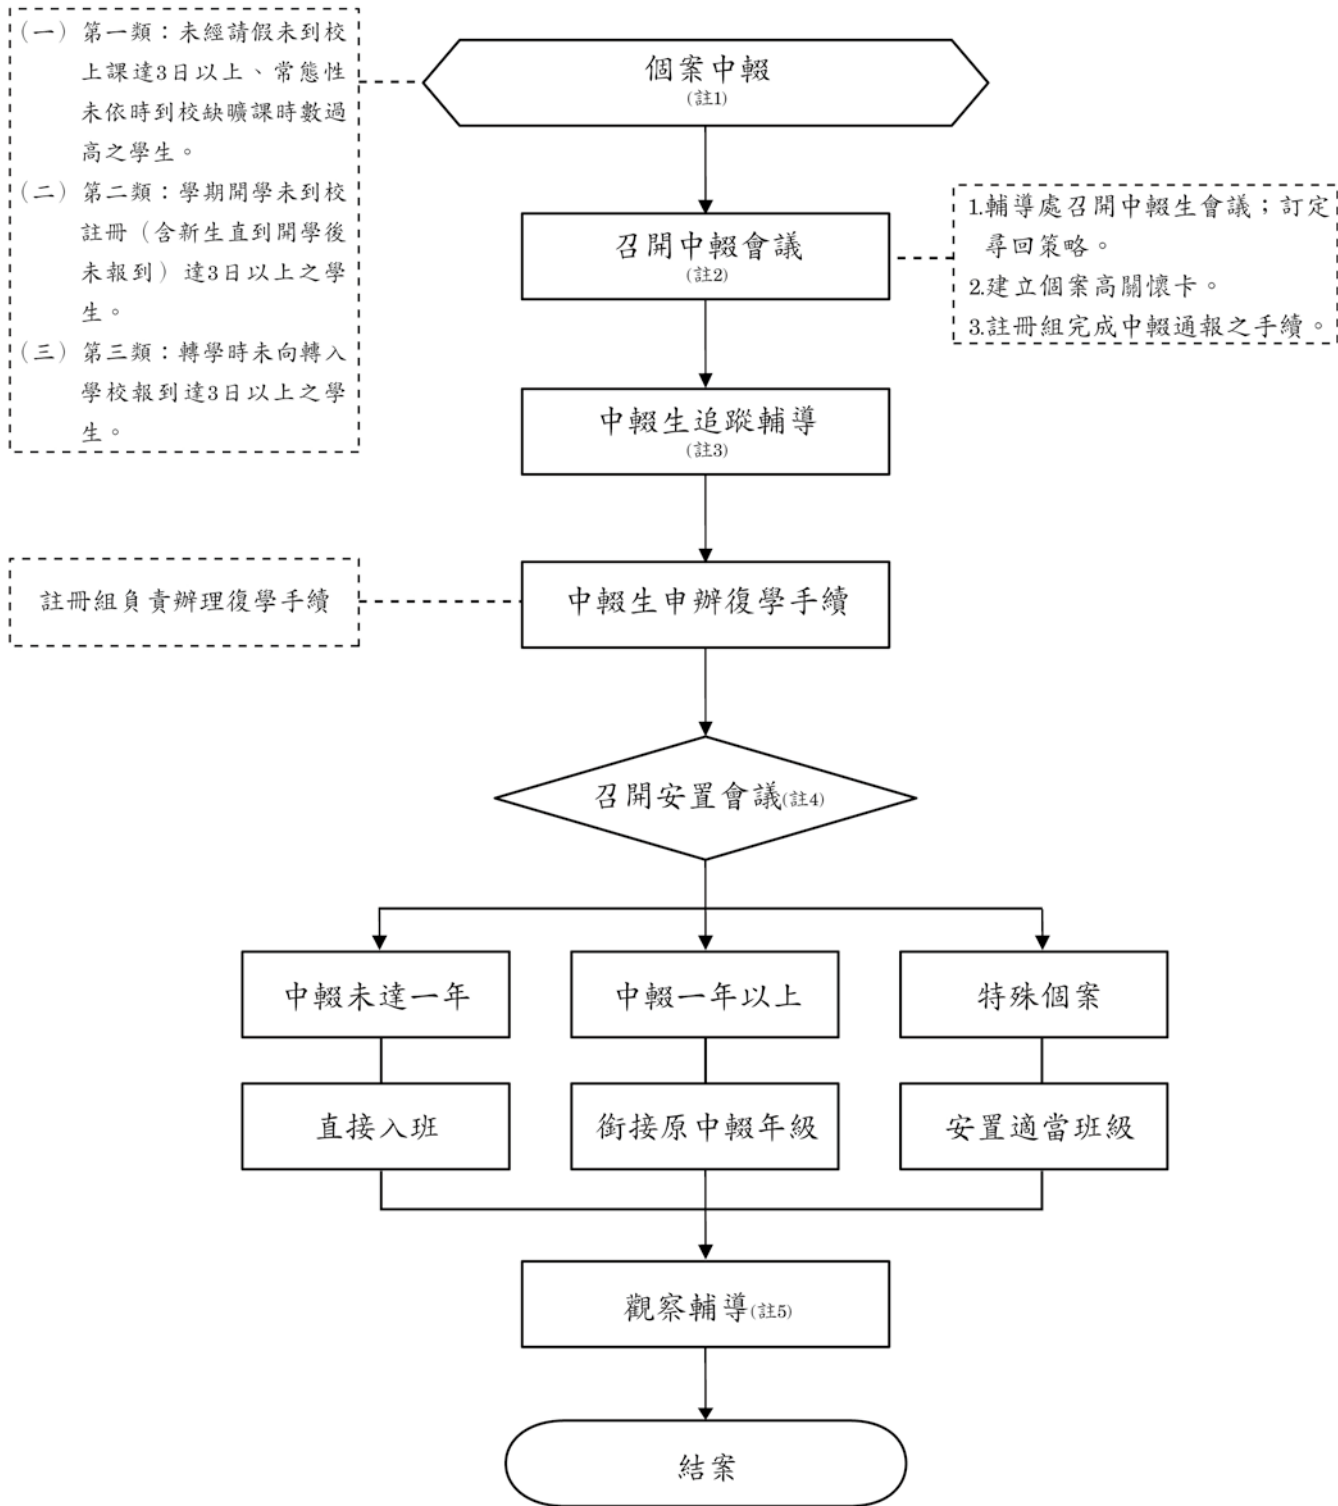 (一)第一類：未經請假未到校
上課達3日以上、常態性
未依時到校缺曠課時數過
高之學生。
(二)第二類：學期開學未到校
註冊（含新生直到開學後
未報到）達3日以上之學
生。
(三)第三類：轉學時未向轉入
學校報到達3日以上之學
生。
個案中輟
(註1)
召開中輟會議
(註2)
1.輔導處召開中輟生會議；訂定
尋回策略。
2.建立個案高關懷卡。
3.註冊組完成中輟通報之手續。
中輟生追蹤輔導
(註3)
註冊組負責辦理復學手續
中輟生申辦復學手續
召開安置會議(註4)
中輟未達一年
中輟一年以上
特殊個案
直接入班
銜接原中輟年級
安置適當班級
觀察輔導(註5)
結案